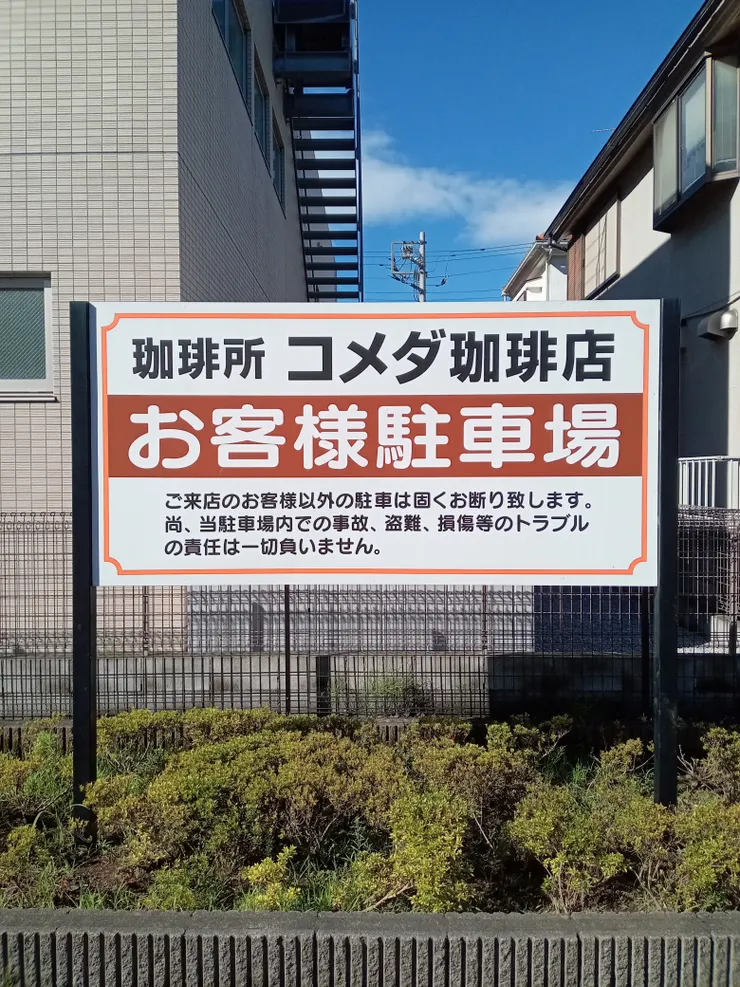 珈琲所 コメダ珈琲店
お客様駐車場
ご来店のお客様以外の駐車は固くお断り致します。
尚、当駐車場内での事故、盗難、損傷等のトラブル
の責任は一切負いません。